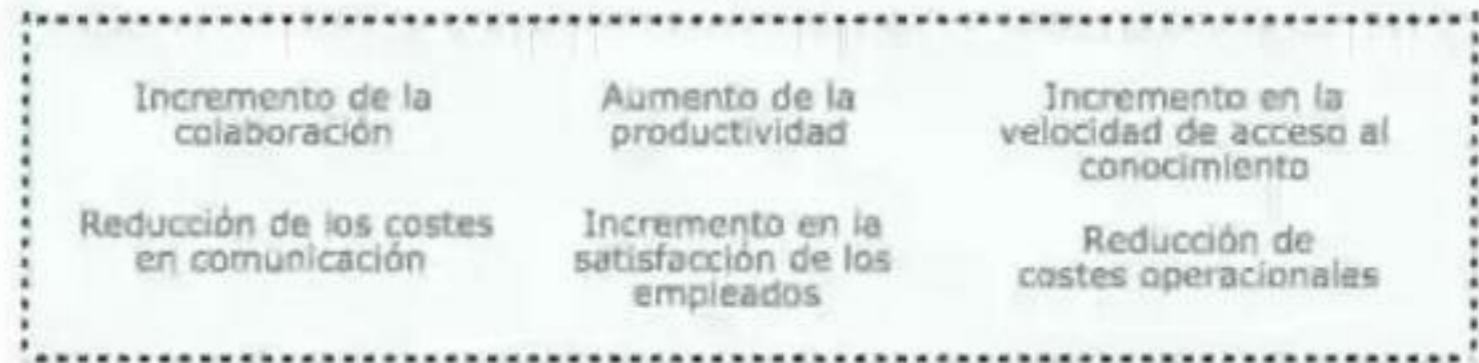 Incremento de la
colaboración
Aumento de la
productividad
Incremento en la
velocidad de acceso al
conocimiento
Reducción de los costes
en comunicación
Incremento en la
satisfacción de los
empleados
Reducción de
costes operacionales